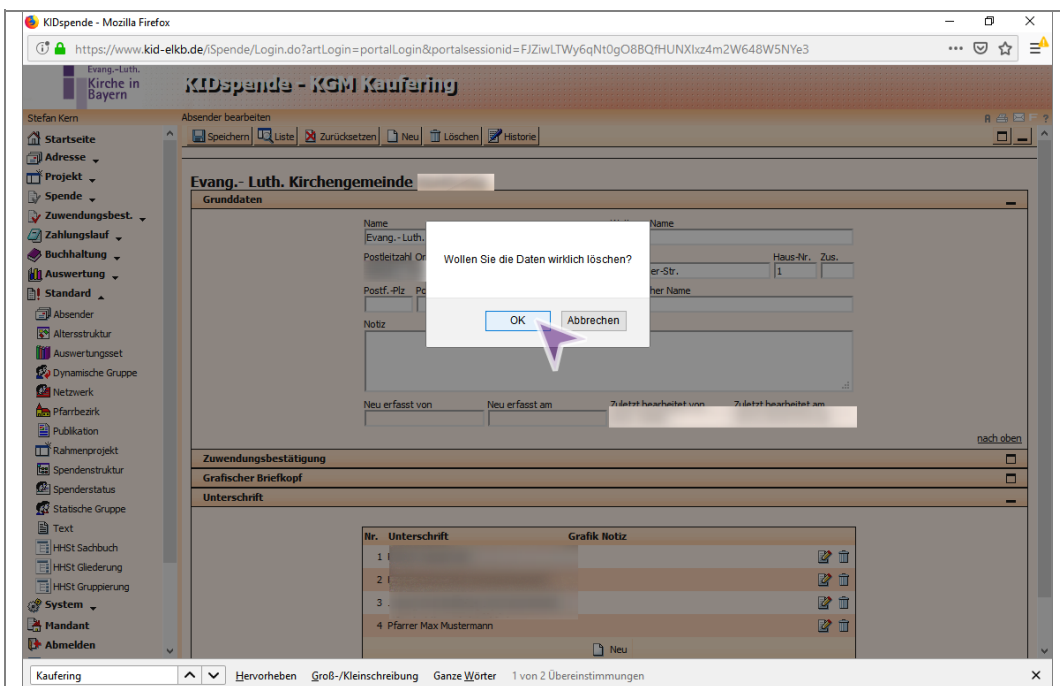 KIDspende - Mozilla Firefox
https://www.kid-elkb.de/iSpende/Login.do?artLogin=portalLogin&portalsessionid=FJZiwLTWy6qNt0gO8BQfHUNXIxz4m2W648W5NYe3
Evang.-Luth.
Kirche in
Bayern
KIDspende - KGM Kaufering
Stefan Kern
Absender bearbeiten
Speichern Liste Zurücksetzen Neu Löschen Historie
Startseite
Adresse
Projekt
Spende
Zuwendungsbest.
Zahlungslauf
Buchhaltung
Auswertung
Standard
Absender
Altersstruktur
Auswertungsset
Dynamische Gruppe
Netzwerk
Pfarrbezirk
Publikation
Rahmenprojekt
Spendenstruktur
Spenderstatus
Statische Gruppe
Text
HHSt Sachbuch
HHSt Gliederung
HHSt Gruppierung
System
Mandant
Abmelden
Evang.- Luth. Kirchengemeinde
Grunddaten
Name Name
Evang.- Luth.
Postleitzahl Haus-Nr. Zus.
er-Str. 1
Postf.-Plz her Name
Notiz
Wollen Sie die Daten wirklich löschen?
OK Abbrechen
Neu erfasst von Neu erfasst am Zuletzt bearbeitet von Zuletzt bearbeitet am
nach oben
Zuwendungsbestätigung
Grafischer Briefkopf
Unterschrift
Nr. Unterschrift Grafik Notiz
1
2
3
4 Pfarrer Max Mustermann
Neu
Kaufering Hervorheben Groß-/Kleinschreibung Ganze Wörter 1 von 2 Übereinstimmungen